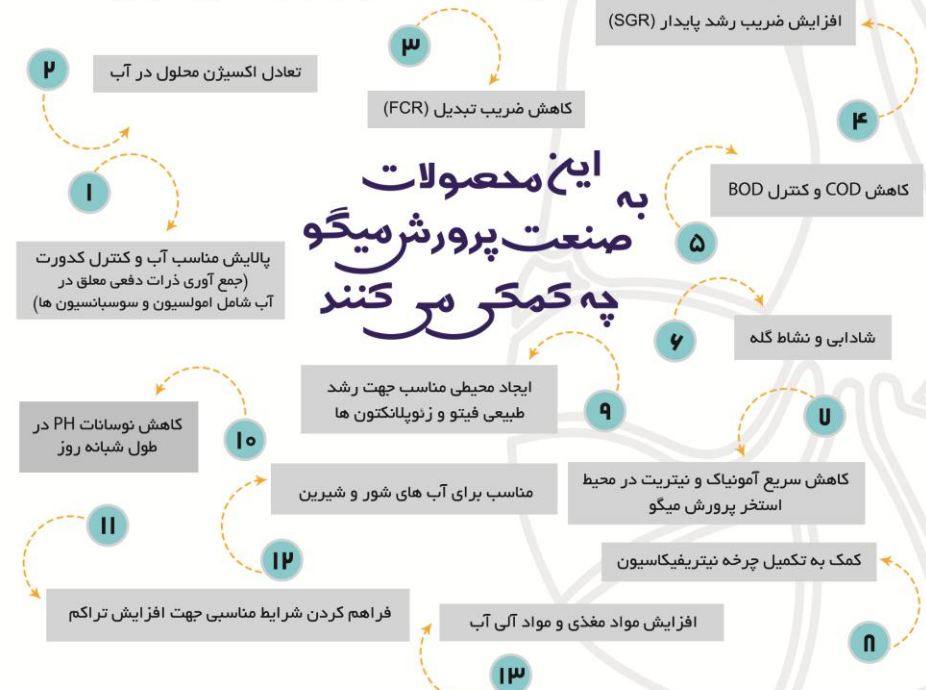 این محصولات
به
صنعت پرورش میگو
چه کمکی می کنند
۱
پالایش مناسب آب و کنترل کدورت
(جمع آوری ذرات دفعی معلق در
آب شامل امولسیون و سوسپانسیون ها)
۲
تعادل اکسیژن محلول در آب
۳
کاهش ضریب تبدیل (FCR)
۴
افزایش ضریب رشد پایدار (SGR)
۵
کاهش COD و کنترل BOD
۶
شادابی و نشاط گله
۷
کاهش سریع آمونیاک و نیتریت در محیط
استخر پرورش میگو
۸
کمک به تکمیل چرخه نیتریفیکاسیون
۹
ایجاد محیطی مناسب جهت رشد
طبیعی فیتو و زئوپلانکتون ها
۱۰
کاهش نوسانات PH در
طول شبانه روز
۱۱
فراهم کردن شرایط مناسبی جهت افزایش تراکم
۱۲
مناسب برای آب های شور و شیرین
۱۳
افزایش مواد مغذی و مواد آلی آب